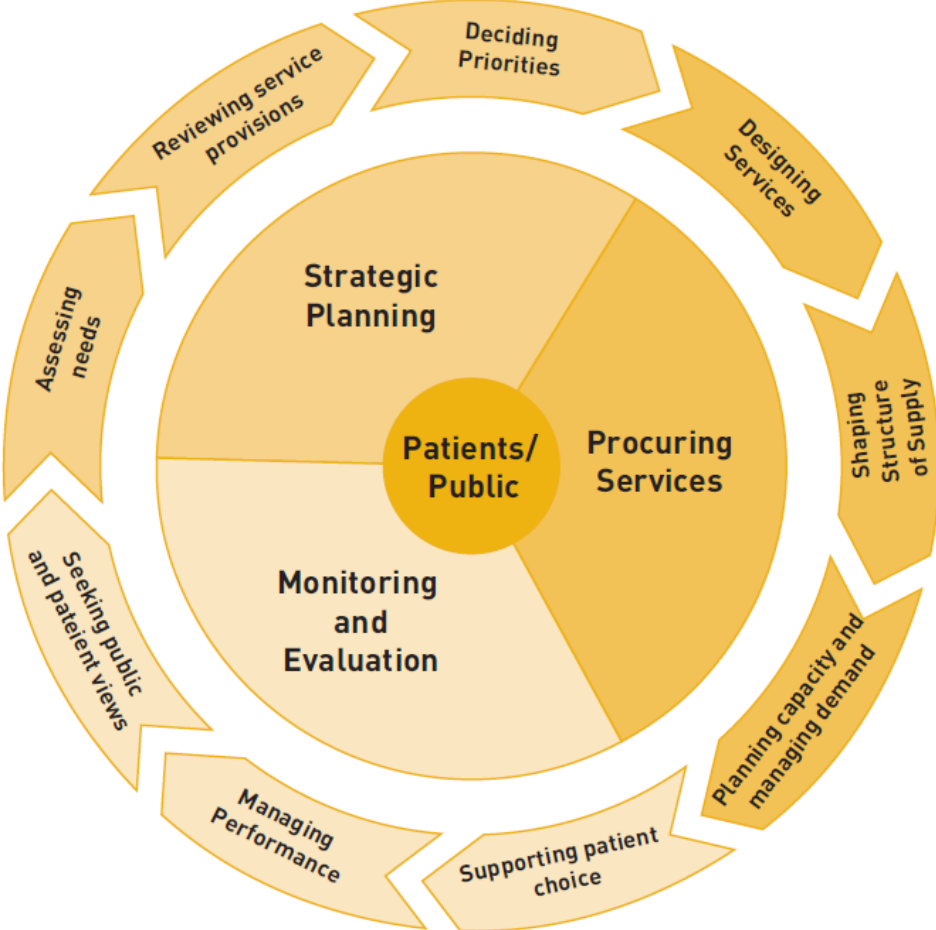 Deciding
Priorities
Designing
Services
Shaping
Structure
of Supply
Planning capacity and
managing demand
Supporting patient
choice
Managing
Performance
Seeking public
and pateient views
Assessing
needs
Reviewing service
provisions
Strategic
Planning
Procuring
Services
Monitoring
and
Evaluation
Patients/
Public